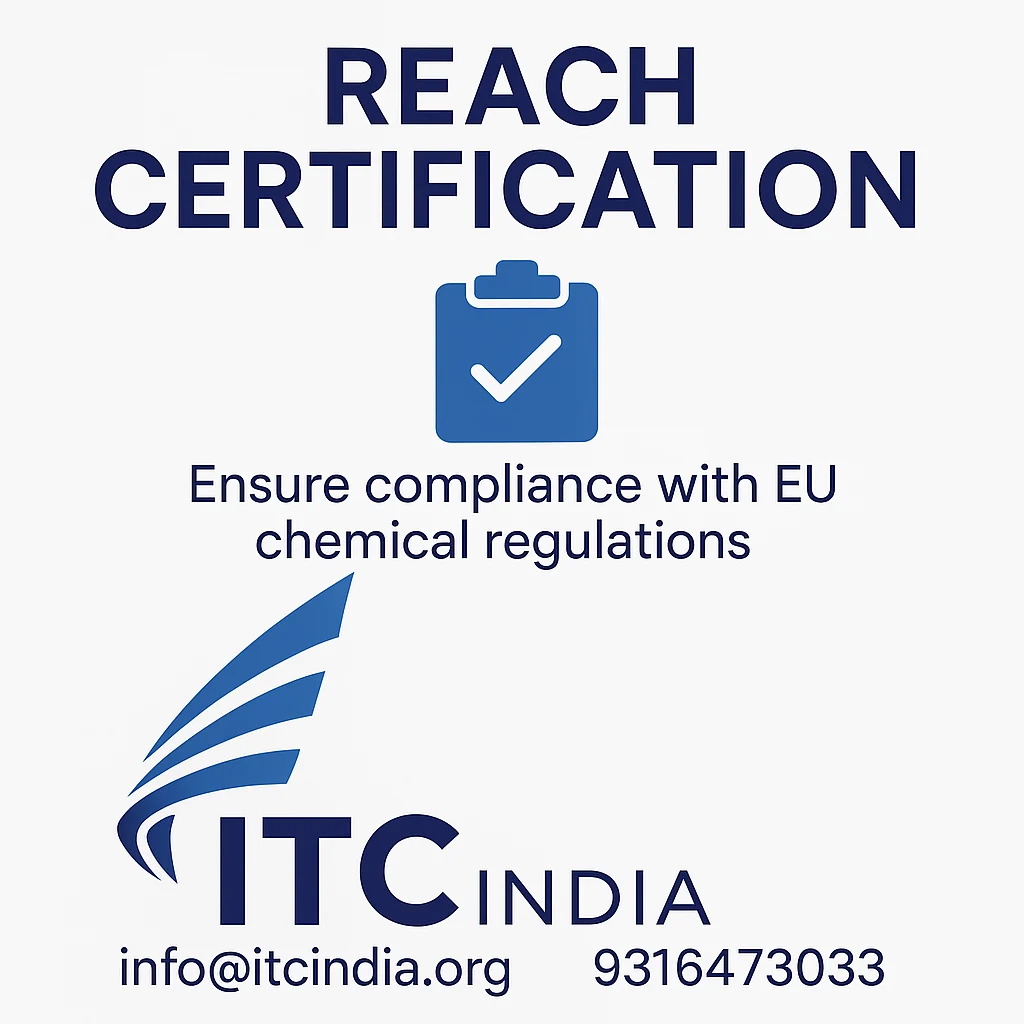 REACH
CERTIFICATION
Ensure compliance with EU
chemical regulations
ITC INDIA
info@itcindia.org 9316473033